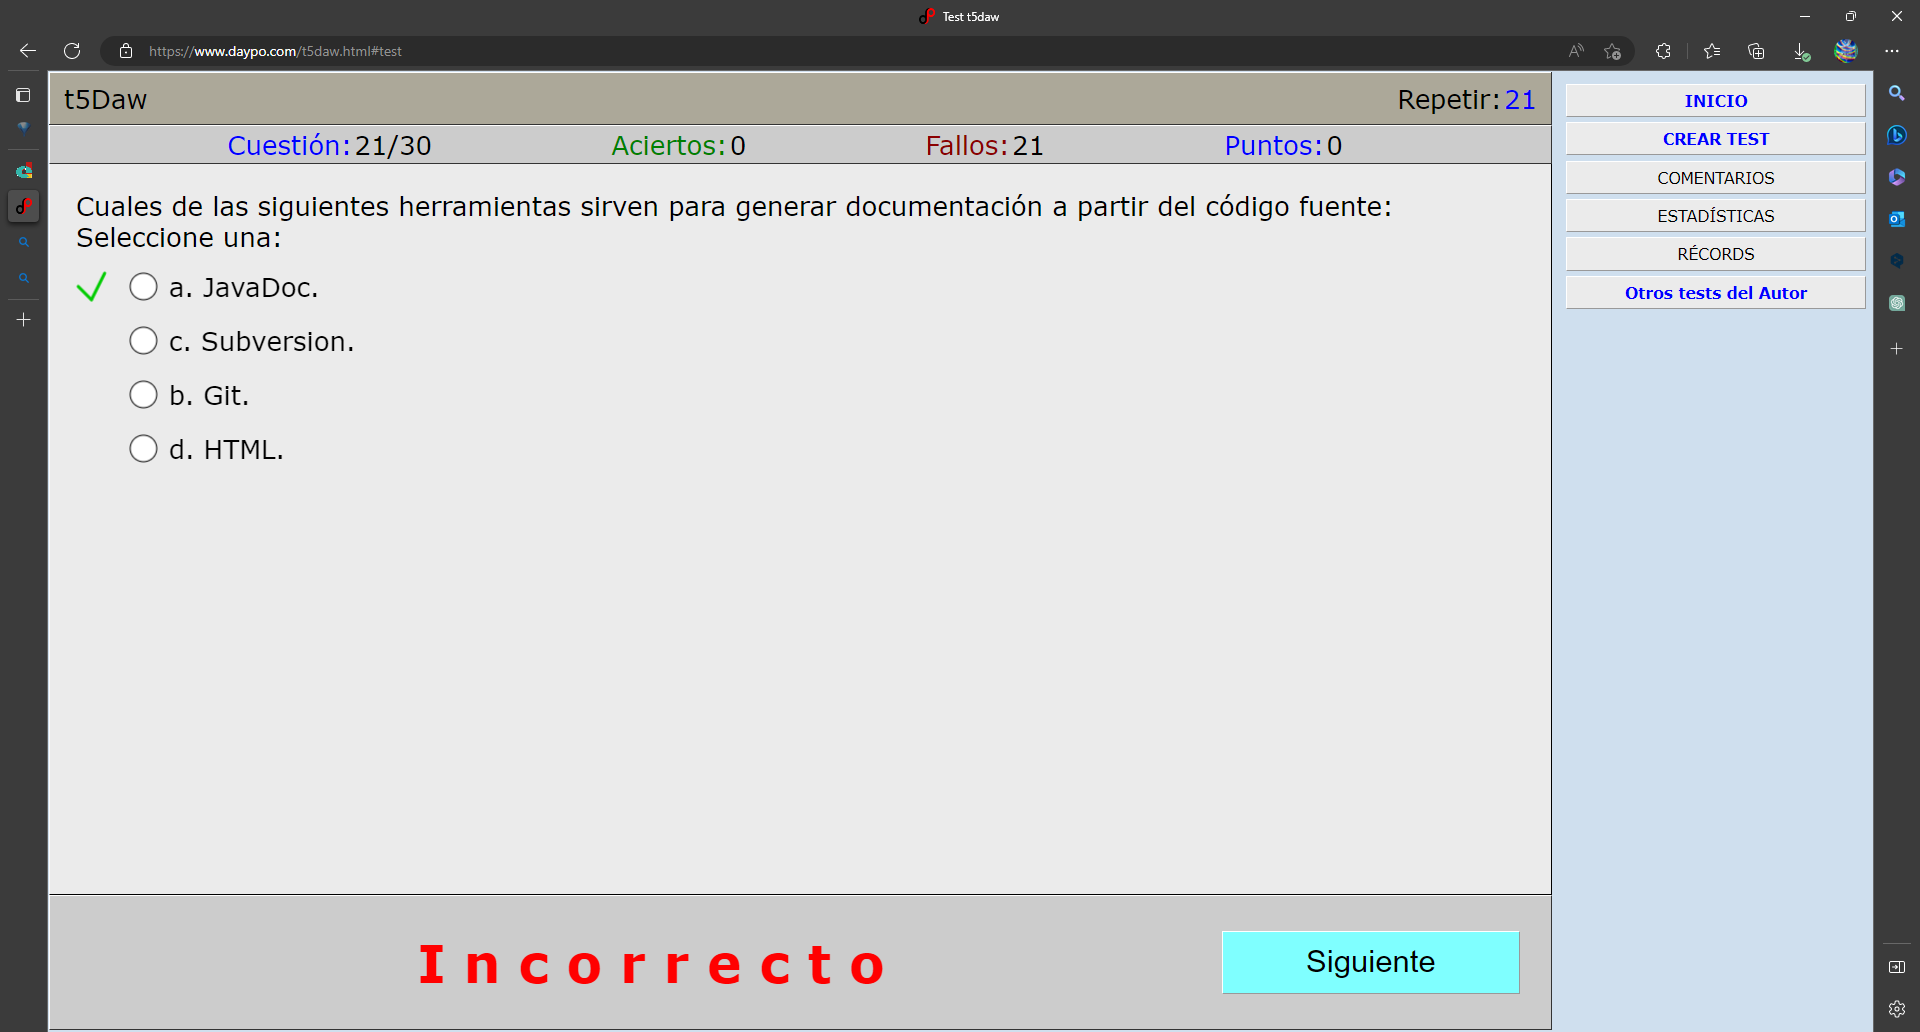 Test t5daw
https://www.daypo.com/t5daw.html#test
t5Daw
Repetir: 21
Cuestión: 21/30
Aciertos: 0
Fallos: 21
Puntos: 0
Cuales de las siguientes herramientas sirven para generar documentación a partir del código fuente:
Seleccione una:
a. JavaDoc.
c. Subversion.
b. Git.
d. HTML.
Incorrecto
Siguiente
INICIO
CREAR TEST
COMENTARIOS
ESTADÍSTICAS
RÉCORDS
Otros tests del Autor